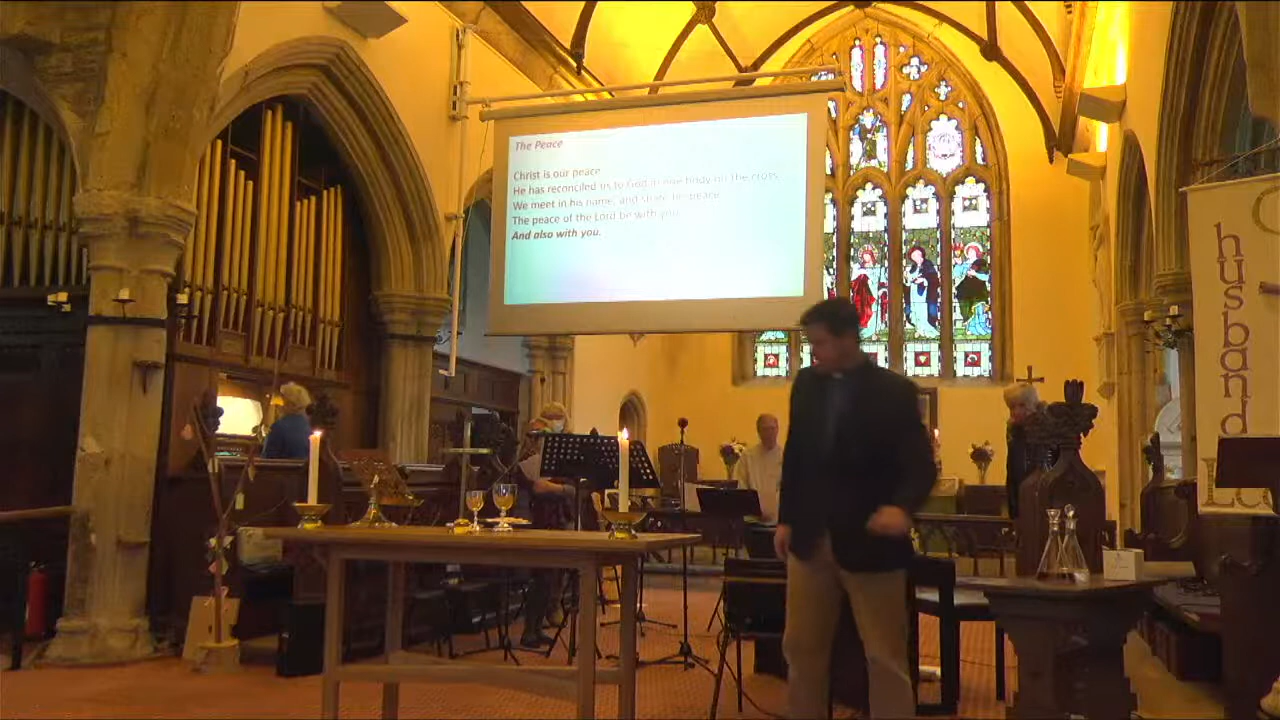 The Peace
Christ is our peace
He has reconciled us to God in one body on the cross
We meet in his name, and share his peace
The peace of the Lord be with you
And also with you.
husband